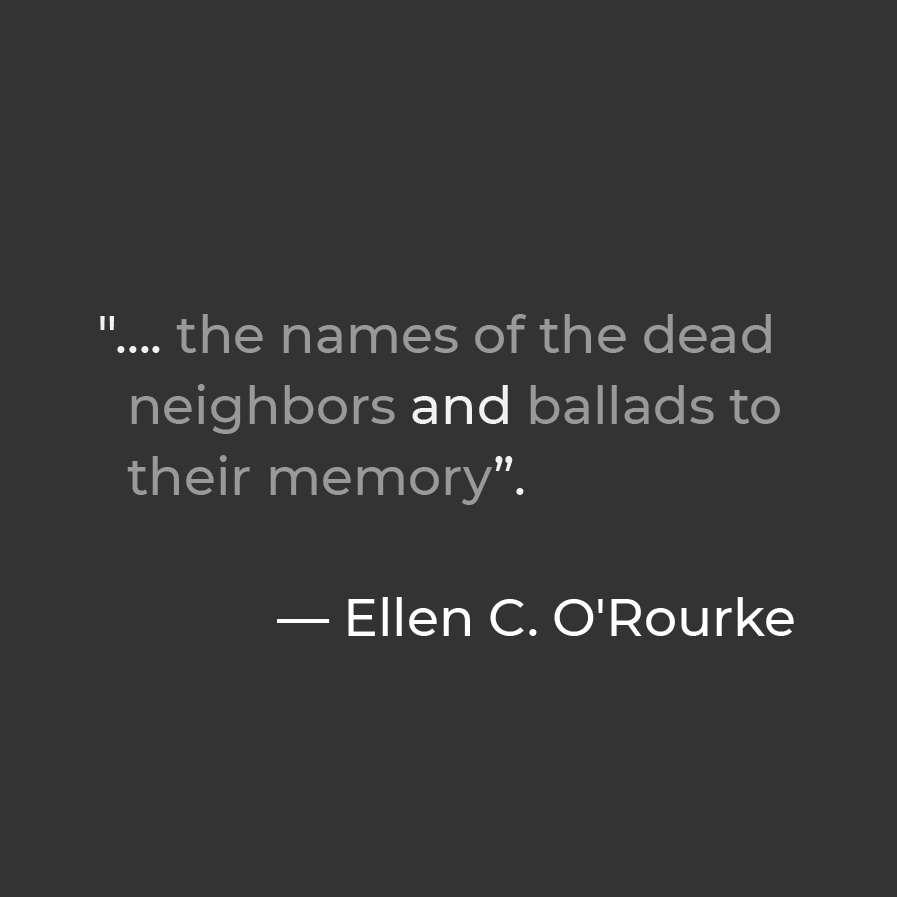 ".... the names of the dead
neighbors and ballads to
their memory”.
— Ellen C. O'Rourke